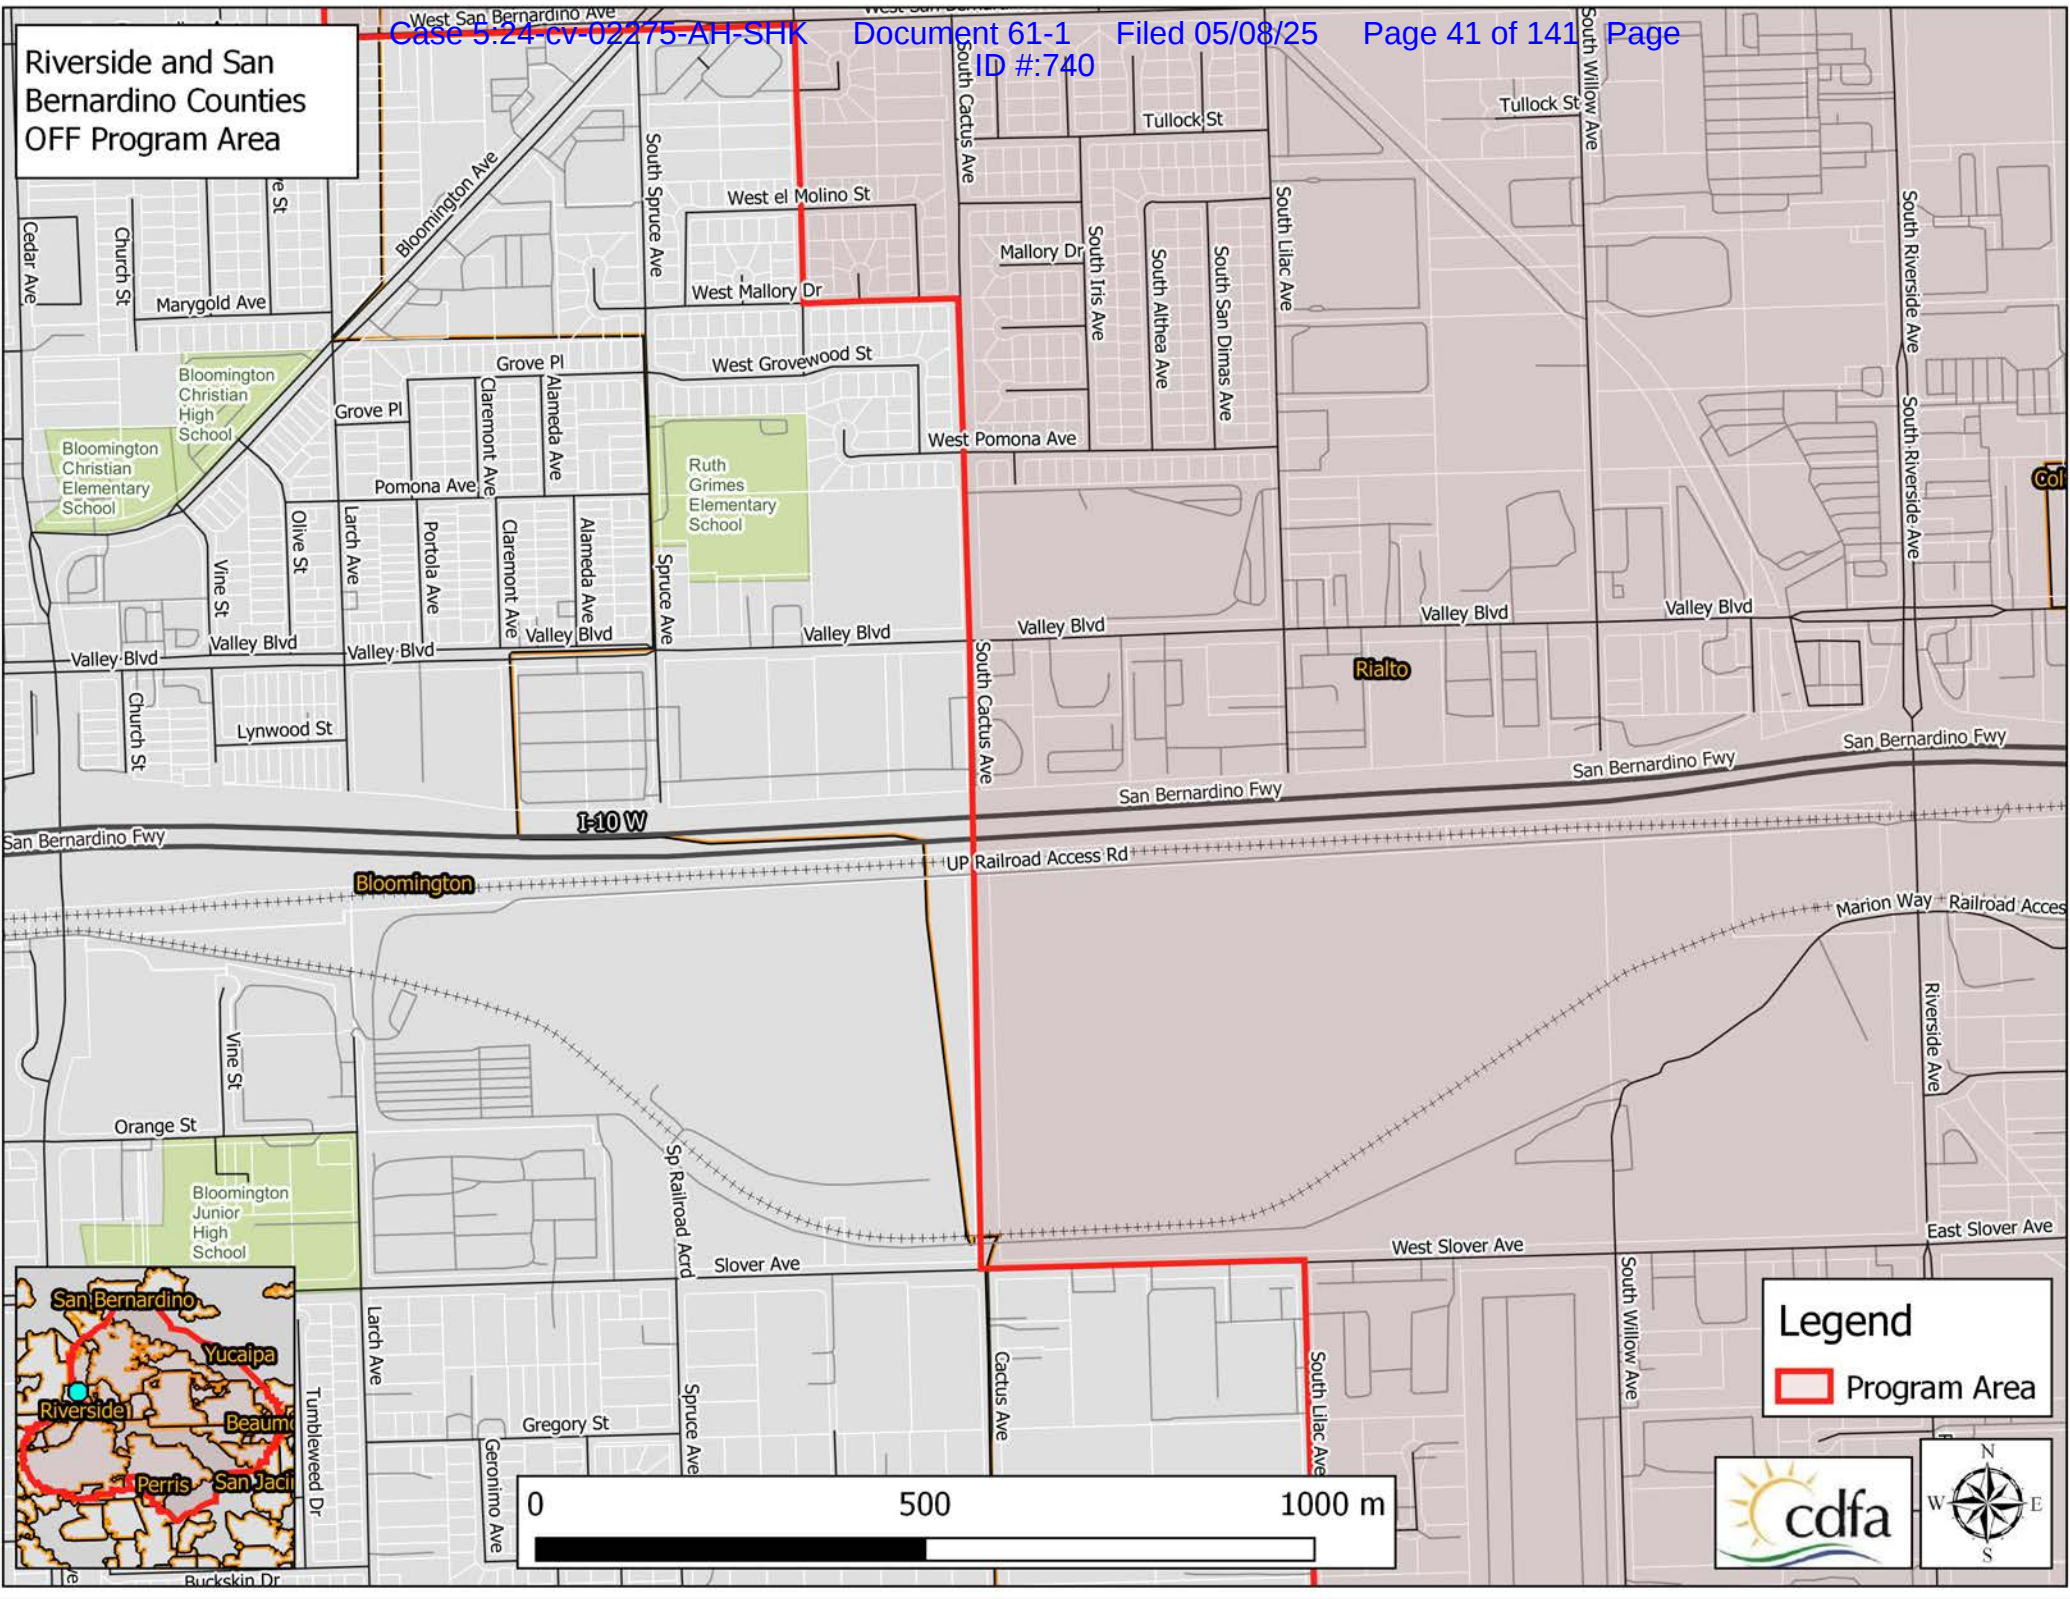 West San Bernardino Ave
Case 5:24-cv-02275-AH-SHK Document 61-1 Filed 05/08/25 Page 41 of 141 Page
ID #:740
Riverside and San
Bernardino Counties
OFF Program Area
South Cactus Ave
South Willow Ave
Tullock St
Tullock St
Bloomington Ave
South Spruce Ave
West el Molino St
South Lilac Ave
South Riverside Ave
Cedar Ave
Church St
Mallory Dr
South Iris Ave
South Althea Ave
South San Dimas Ave
Marygold Ave
West Mallory Dr
Grove Pl
West Grovewood St
Bloomington
Christian
High
School
Grove Pl
Claremont Ave
Alameda Ave
South Riverside Ave
West Pomona Ave
Bloomington
Christian
Elementary
School
Ruth
Grimes
Elementary
School
Pomona Ave
Col
Olive St
Larch Ave
Portola Ave
Claremont Ave
Alameda Ave
Vine St
Spruce Ave
Valley Blvd
Valley Blvd
Valley Blvd
Valley Blvd
Valley Blvd
Valley Blvd
Valley Blvd
Valley Blvd
South Cactus Ave
Rialto
Church St
Lynwood St
San Bernardino Fwy
San Bernardino Fwy
San Bernardino Fwy
I-10 W
San Bernardino Fwy
UP Railroad Access Rd
Bloomington
Marion Way
Railroad Acces
Riverside Ave
Vine St
Orange St
Sp Railroad Acrd
Bloomington
Junior
High
School
Slover Ave
West Slover Ave
East Slover Ave
South Willow Ave
San Bernardino
Yucaipa
Riverside
Beaumo
Perris
San Jacin
Larch Ave
Tumbleweed Dr
Spruce Ave
Gregory St
Geronimo Ave
Cactus Ave
South Lilac Ave
Legend
Program Area
0 500 1000 m
cdfa
N
W E
S
Buckskin Dr